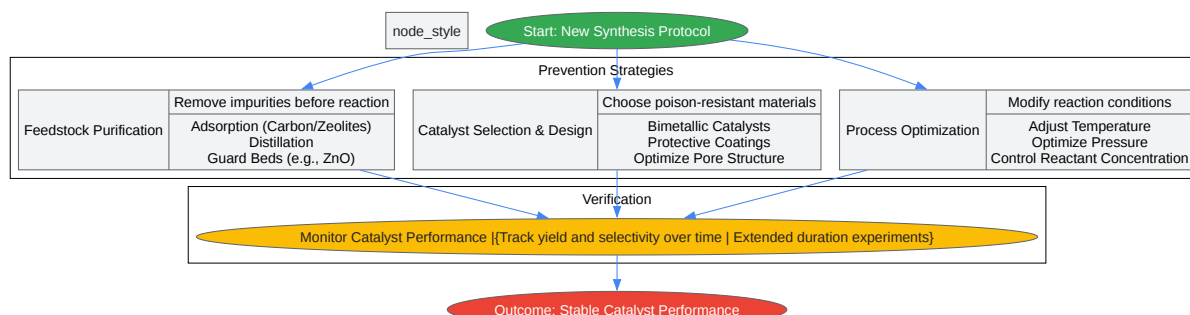 node_style
Start: New Synthesis Protocol
Prevention Strategies
Feedstock Purification
Remove impurities before reaction
Adsorption (Carbon/Zeolites)
Distillation
Guard Beds (e.g., ZnO)
Catalyst Selection & Design
Choose poison-resistant materials
Bimetallic Catalysts
Protective Coatings
Optimize Pore Structure
Process Optimization
Modify reaction conditions
Adjust Temperature
Optimize Pressure
Control Reactant Concentration
Verification
Monitor Catalyst Performance |{Track yield and selectivity over time | Extended duration experiments}
Outcome: Stable Catalyst Performance